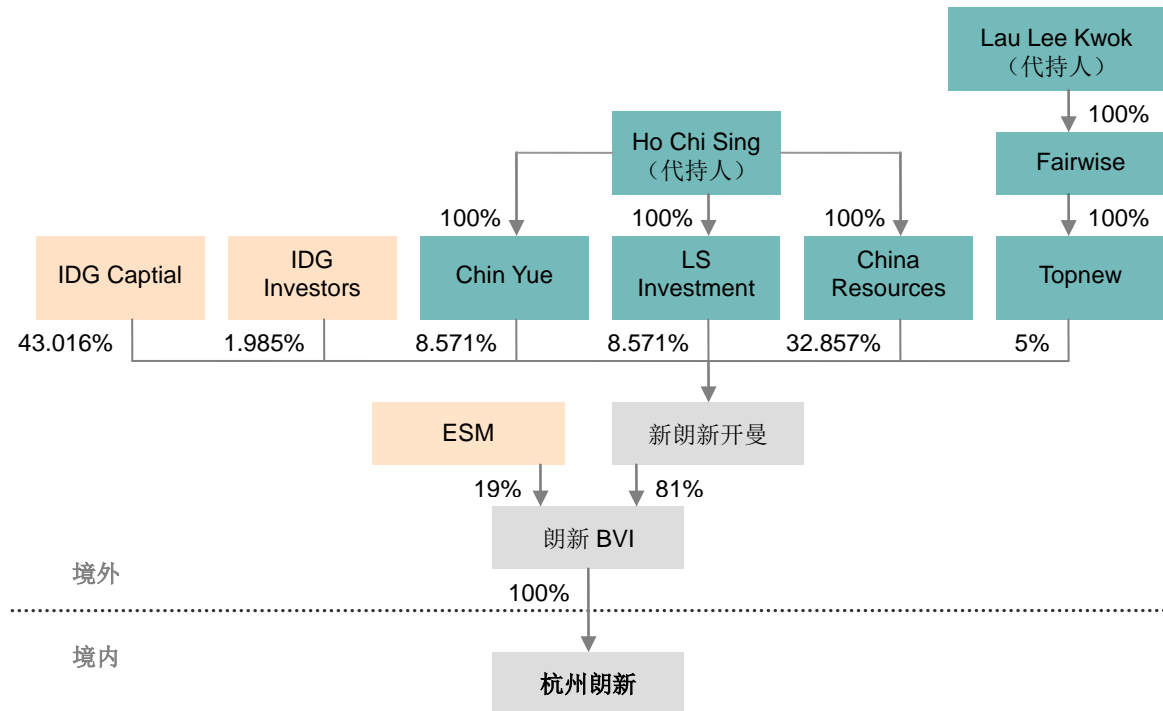 Lau Lee Kwok
（代持人）
100%
Ho Chi Sing
（代持人）
Fairwise
100%
100%
100%
100%
IDG Captial
IDG
Investors
Chin Yue
LS
Investment
China
Resources
Topnew
43.016%
1.985%
8.571%
8.571%
32.857%
5%
ESM
新朗新开曼
19%
81%
朗新 BVI
境外
100%
境内
杭州朗新